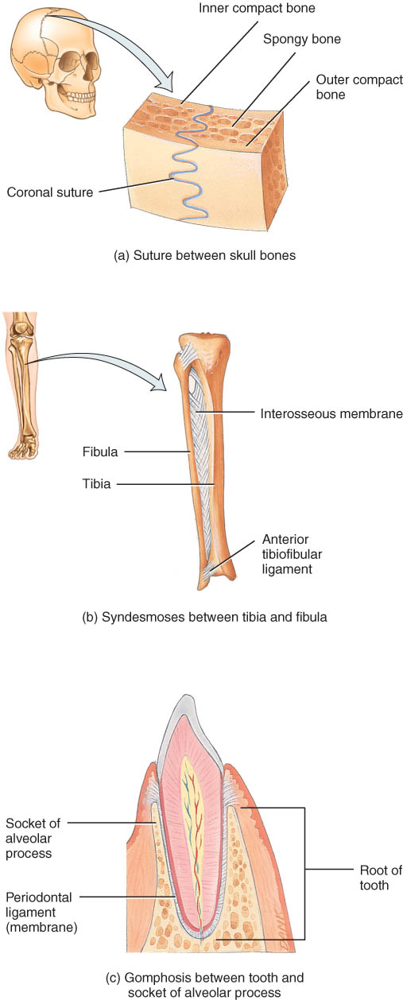 Inner compact bone
Spongy bone
Outer compact
bone
Coronal suture
(a) Suture between skull bones
Interosseous membrane
Fibula
Tibia
Anterior
tibiofibular
ligament
(b) Syndesmoses between tibia and fibula
Socket of
alveolar
process
Root of
tooth
Periodontal
ligament
(membrane)
(c) Gomphosis between tooth and
socket of alveolar process